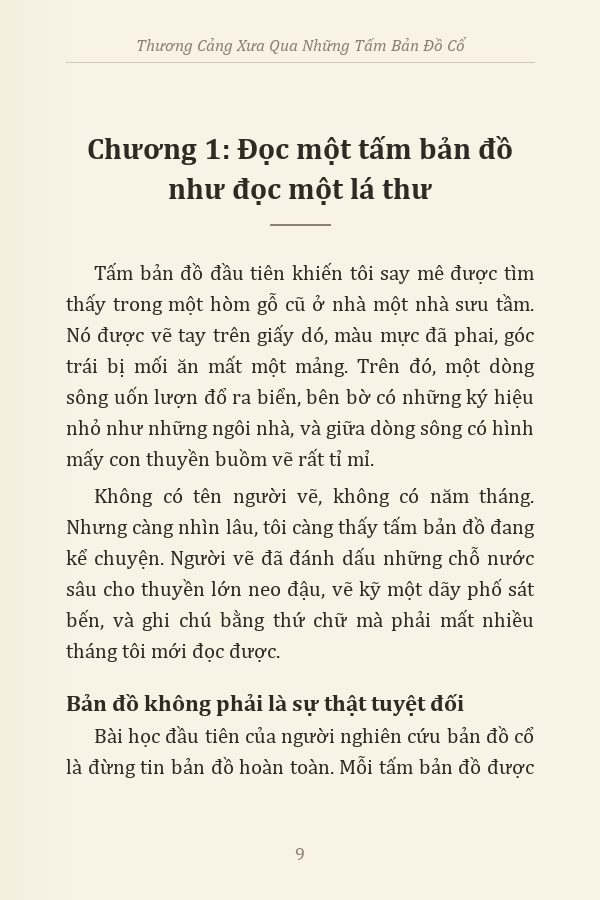 Thương Cảng Xưa Qua Những Tấm Bản Đồ Cổ
Chương 1: Đọc một tấm bản đồ
như đọc một lá thư
Tấm bản đồ đầu tiên khiến tôi say mê được tìm
thấy trong một hòm gỗ cũ ở nhà một nhà sưu tầm.
Nó được vẽ tay trên giấy dó, màu mực đã phai, góc
trái bị mối ăn mất một mảng. Trên đó, một dòng
sông uốn lượn đổ ra biển, bên bờ có những ký hiệu
nhỏ như những ngôi nhà, và giữa dòng sông có hình
mấy con thuyền buồm vẽ rất tỉ mỉ.
Không có tên người vẽ, không có năm tháng.
Nhưng càng nhìn lâu, tôi càng thấy tấm bản đồ đang
kể chuyện. Người vẽ đã đánh dấu những chỗ nước
sâu cho thuyền lớn neo đậu, vẽ kỹ một dãy phố sát
bến, và ghi chú bằng thứ chữ mà phải mất nhiều
tháng tôi mới đọc được.
Bản đồ không phải là sự thật tuyệt đối
Bài học đầu tiên của người nghiên cứu bản đồ cổ
là đừng tin bản đồ hoàn toàn. Mỗi tấm bản đồ được
9